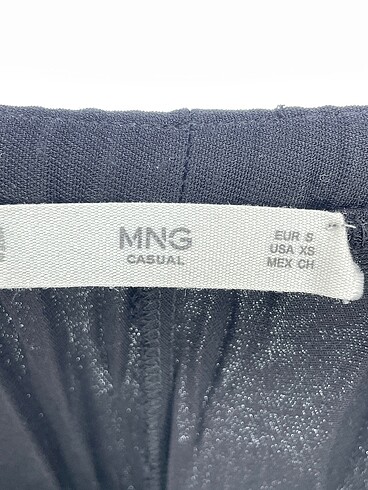 MNG
CASUAL
EUR S
USA XS
MEX CH